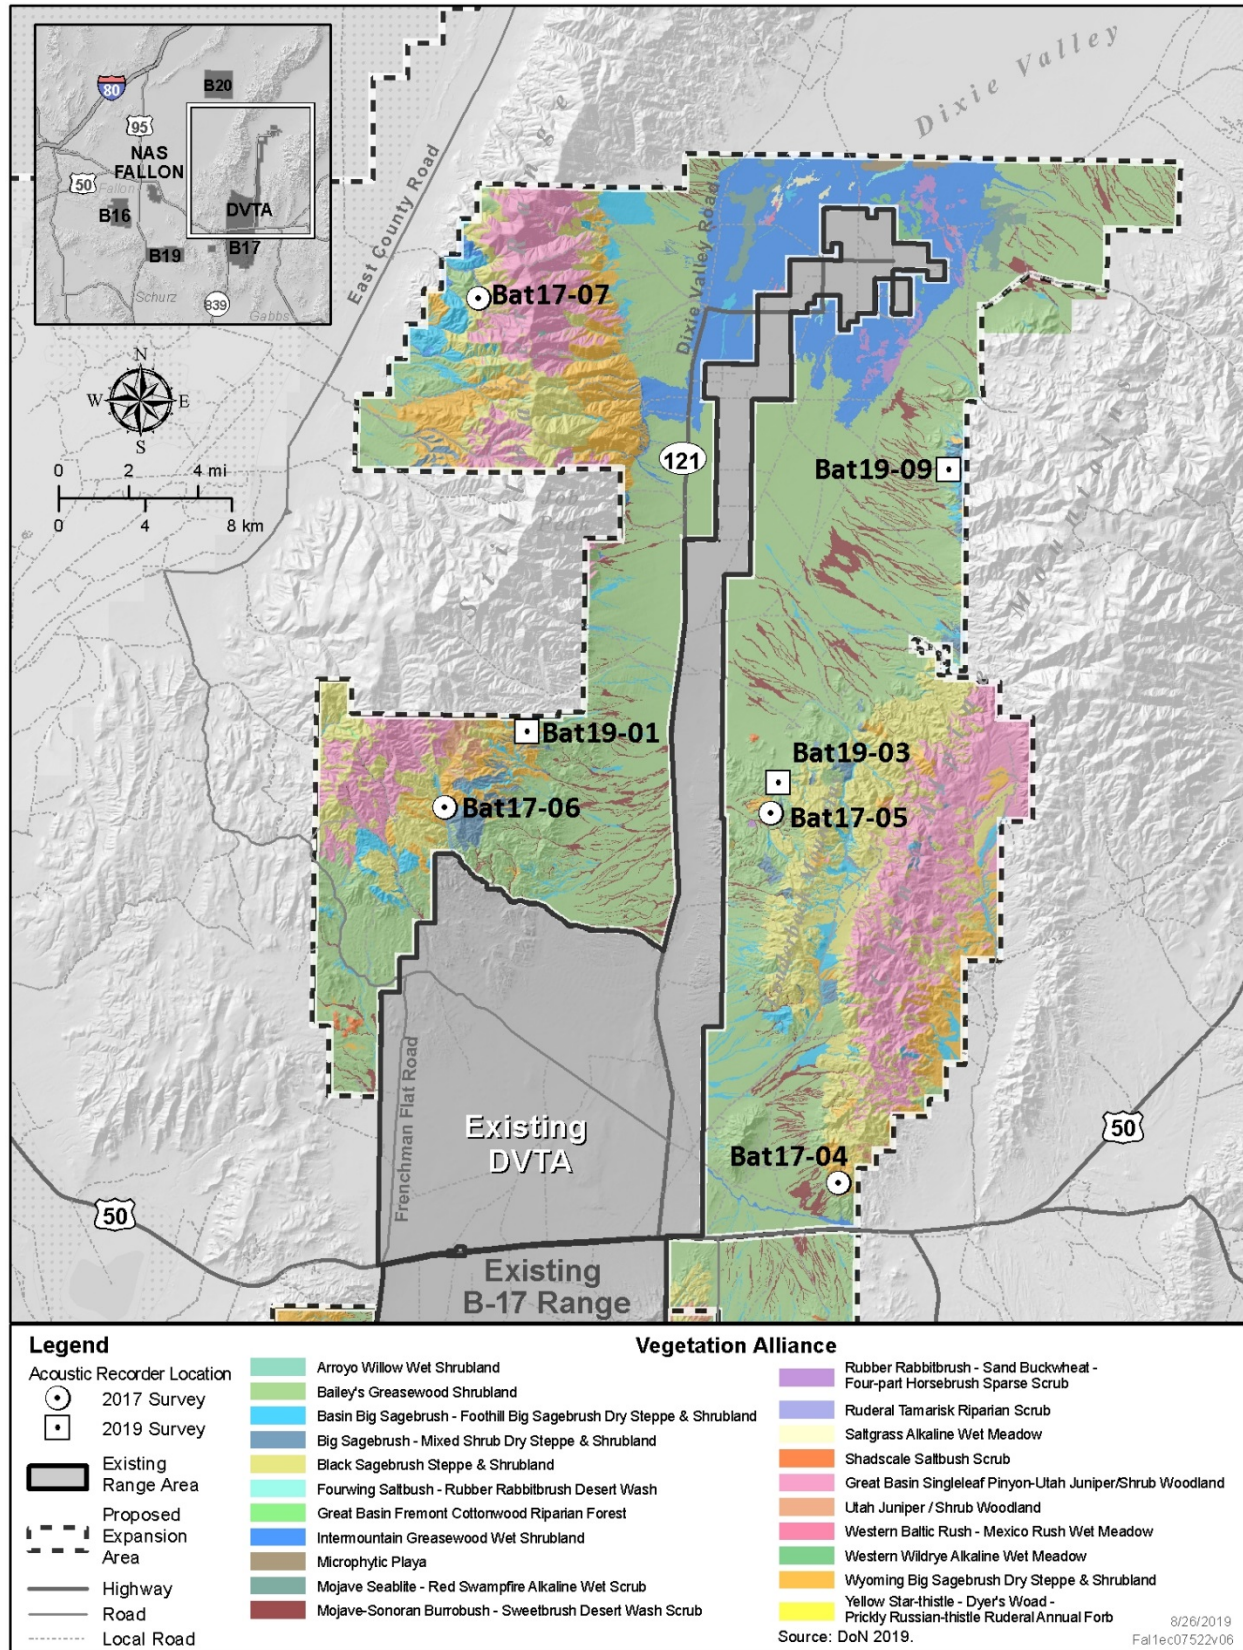 Dixie Valley
80
95
B20
NAS
FALLON
50
Fallon
B16
DVTA
B19
B17
Schurz
839
Gabbs
East County Road
Dixie Valley Road
Bat17-07
N
W
E
S
0 2 4 mi
0 4 8 km
121
Bat19-09
Mountains
Bat19-01
Bat19-03
Bat17-06
Bat17-05
Frenchman Flat Road
Existing
DVTA
Bat17-04
50
50
Existing
B-17 Range
Legend
Acoustic Recorder Location
2017 Survey
2019 Survey
Existing
Range Area
Proposed
Expansion
Area
Highway
Road
Local Road
Vegetation Alliance
Arroyo Willow Wet Shrubland
Bailey's Greasewood Shrubland
Basin Big Sagebrush - Foothill Big Sagebrush Dry Steppe & Shrubland
Big Sagebrush - Mixed Shrub Dry Steppe & Shrubland
Black Sagebrush Steppe & Shrubland
Fourwing Saltbush - Rubber Rabbitbrush Desert Wash
Great Basin Fremont Cottonwood Riparian Forest
Intermountain Greasewood Wet Shrubland
Microphytic Playa
Mojave Seablite - Red Swampfire Alkaline Wet Scrub
Mojave-Sonoran Burrobush - Sweetbrush Desert Wash Scrub
Rubber Rabbitbrush - Sand Buckwheat -
Four-part Horsebrush Sparse Scrub
Ruderal Tamarisk Riparian Scrub
Saltgrass Alkaline Wet Meadow
Shadscale Saltbush Scrub
Great Basin Singleleaf Pinyon-Utah Juniper/Shrub Woodland
Utah Juniper / Shrub Woodland
Western Baltic Rush - Mexico Rush Wet Meadow
Western Wildrye Alkaline Wet Meadow
Wyoming Big Sagebrush Dry Steppe & Shrubland
Yellow Star-thistle - Dyer's Woad -
Prickly Russian-thistle Ruderal Annual Forb
Source: DoN 2019.
8/26/2019
Fal1ec07522v06